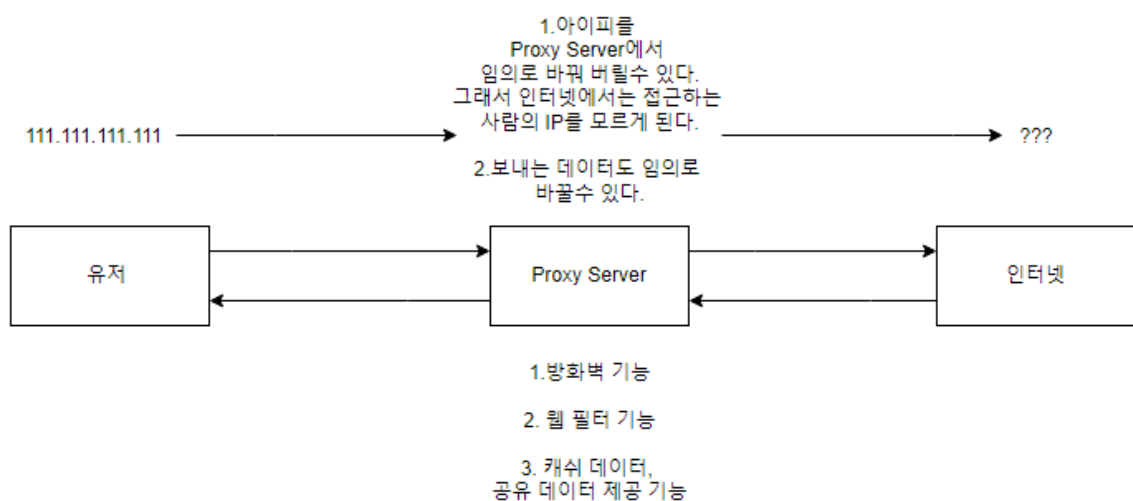 1.아이피를
Proxy Server에서
임의로 바꿔 버릴수 있다.
그래서 인터넷에서는 접근하는
사람의 IP를 모르게 된다.
111.111.111.111
???
2.보내는 데이터도 임의로
바꿀수 있다.
유저
Proxy Server
인터넷
1.방화벽 기능
2. 웹 필터 기능
3. 캐쉬 데이터,
공유 데이터 제공 기능